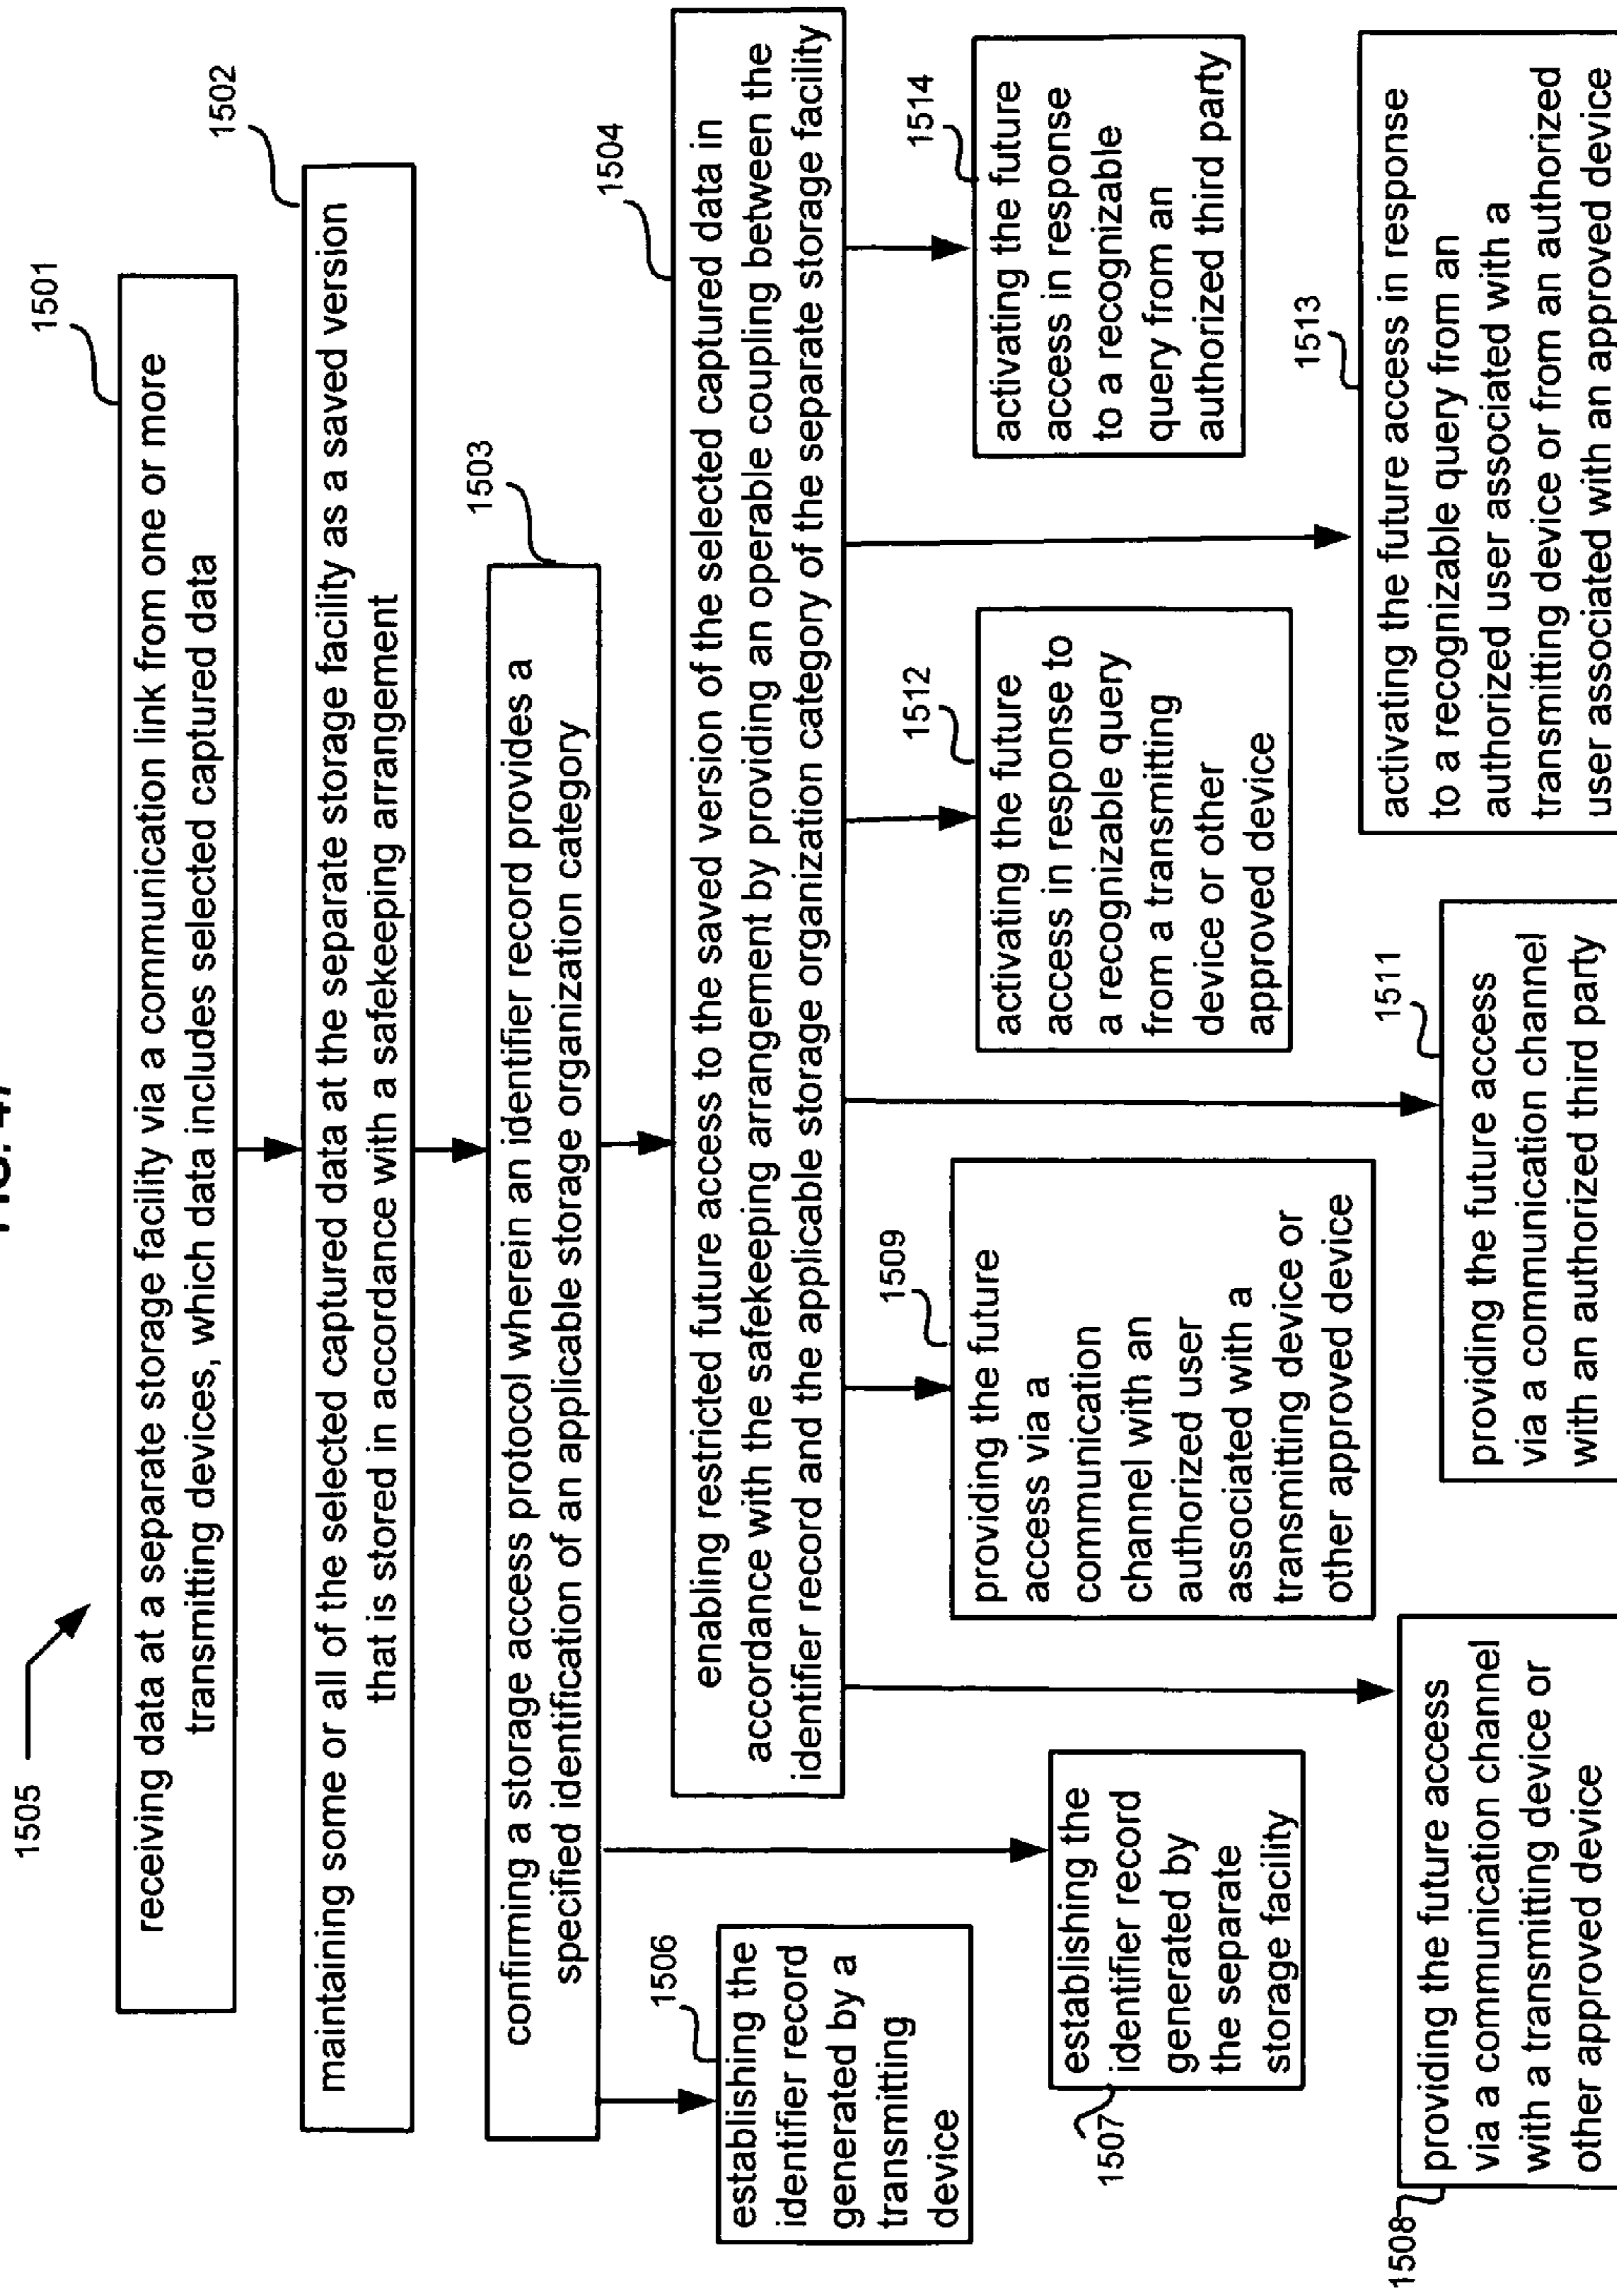 1505
1501
receiving data at a separate storage facility via a communication link from one or more
transmitting devices, which data includes selected captured data
1502
maintaining some or all of the selected captured data at the separate storage facility as a saved version
that is stored in accordance with a safekeeping arrangement
1503
confirming a storage access protocol wherein an identifier record provides a
specified identification of an applicable storage organization category
1504
enabling restricted future access to the saved version of the selected captured data in
accordance with the safekeeping arrangement by providing an operable coupling between the
identifier record and the applicable storage organization category of the separate storage facility
1506
establishing the
identifier record
generated by a
transmitting
device
1507
establishing the
identifier record
generated by
the separate
storage facility
1508
providing the future access
via a communication channel
with a transmitting device or
other approved device
1509
providing the future
access via a
communication
channel with an
authorized user
associated with a
transmitting device or
other approved device
1511
providing the future access
via a communication channel
with an authorized third party
1512
activating the future
access in response to
a recognizable query
from a transmitting
device or other
approved device
1513
activating the future access in response
to a recognizable query from an
authorized user associated with a
transmitting device or from an authorized
user associated with an approved device
1514
activating the future
access in response
to a recognizable
query from an
authorized third party